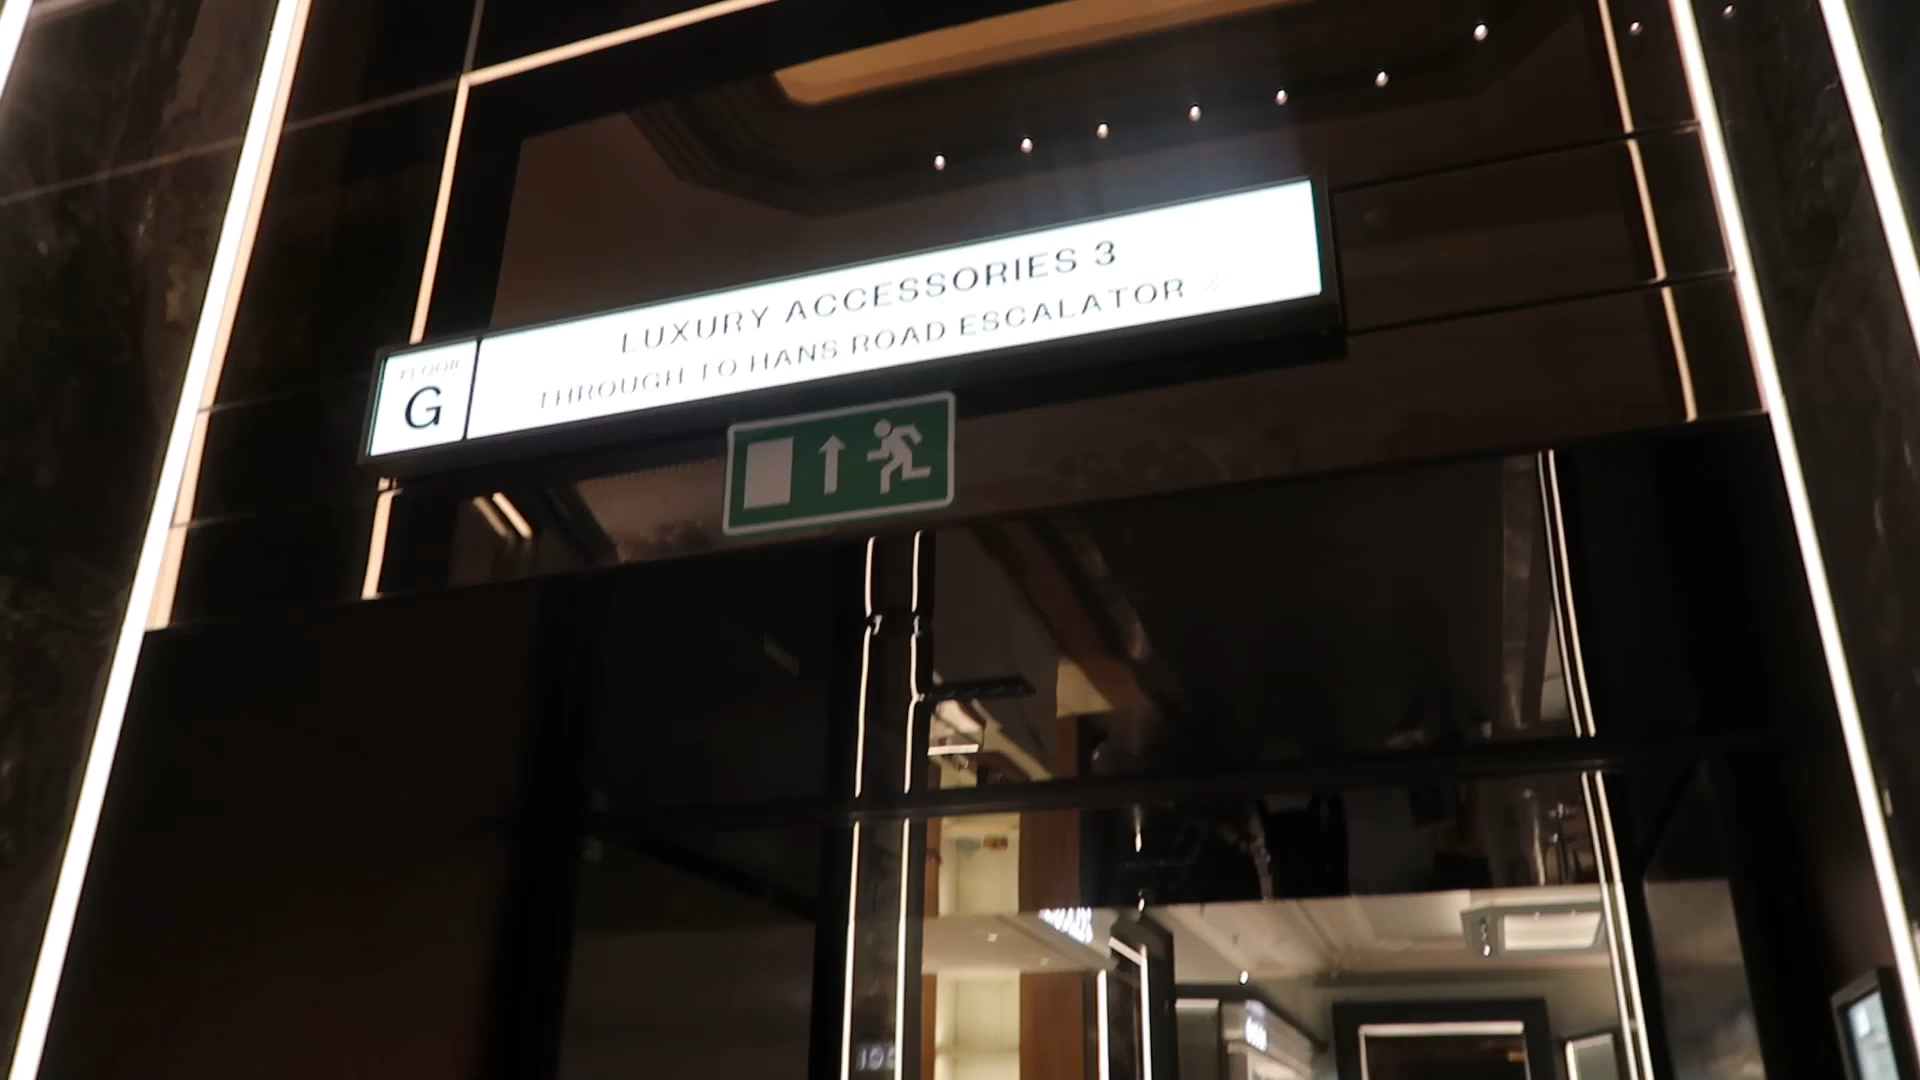 FLOOR
G
LUXURY ACCESSORIES 3
THROUGH TO HANS ROAD ESCALATOR